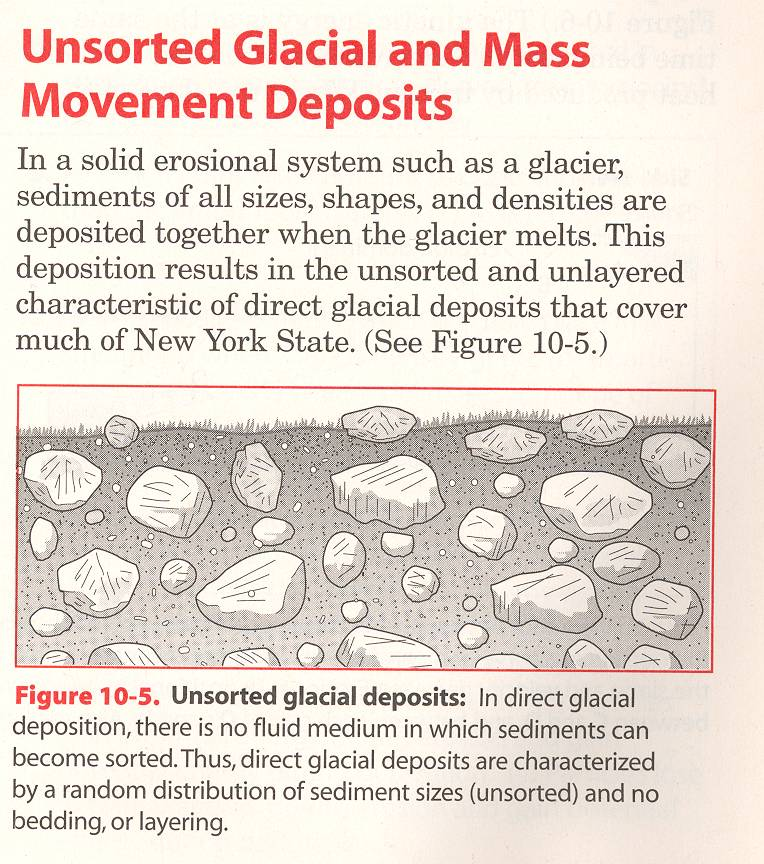 Unsorted Glacial and Mass
Movement Deposits
In a solid erosional system such as a glacier,
sediments of all sizes, shapes, and densities are
deposited together when the glacier melts. This
deposition results in the unsorted and unlayered
characteristic of direct glacial deposits that cover
much of New York State. (See Figure 10-5.)
Figure 10-5. Unsorted glacial deposits: In direct glacial
deposition, there is no fluid medium in which sediments can
become sorted. Thus, direct glacial deposits are characterized
by a random distribution of sediment sizes (unsorted) and no
bedding, or layering.